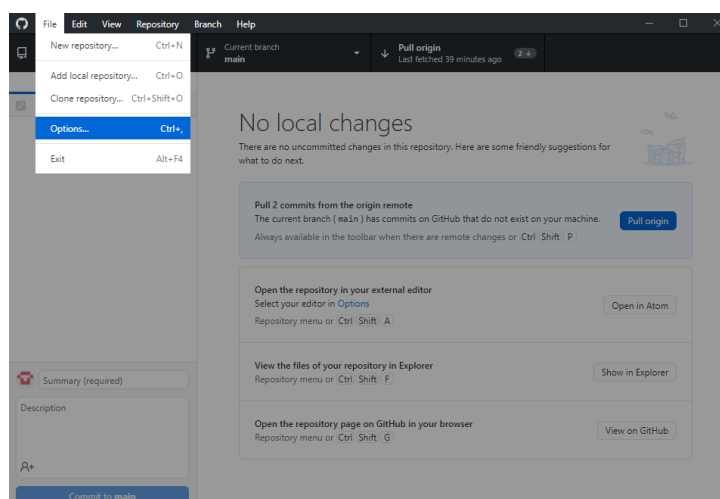 File Edit View Repository Branch Help
New repository... Ctrl+N
Add local repository... Ctrl+O
Clone repository... Ctrl+Shift+O
Options... Ctrl+,
Exit Alt+F4
Current branch
main
Pull origin
Last fetched 39 minutes ago
2
No local changes
There are no uncommitted changes in this repository. Here are some friendly suggestions for
what to do next.
Pull 2 commits from the origin remote
The current branch (main) has commits on GitHub that do not exist on your machine.
Always available in the toolbar when there are remote changes or Ctrl Shift P
Pull origin
Open the repository in your external editor
Select your editor in Options
Repository menu or Ctrl Shift A
Open in Atom
View the files of your repository in Explorer
Repository menu or Ctrl Shift F
Show in Explorer
Open the repository page on GitHub in your browser
Repository menu or Ctrl Shift G
View on GitHub
Summary (required)
Description
Commit to main